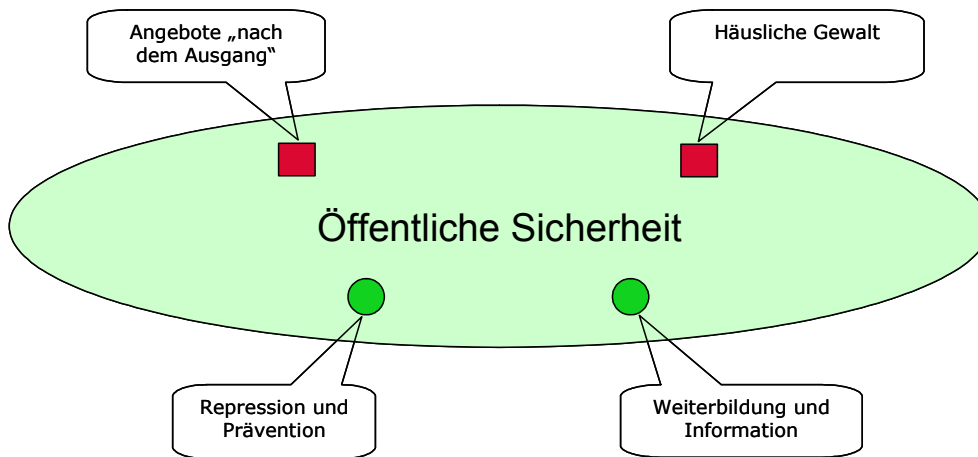 Angebote „nach
dem Ausgang“
Häusliche Gewalt
Öffentliche Sicherheit
Repression und
Prävention
Weiterbildung und
Information